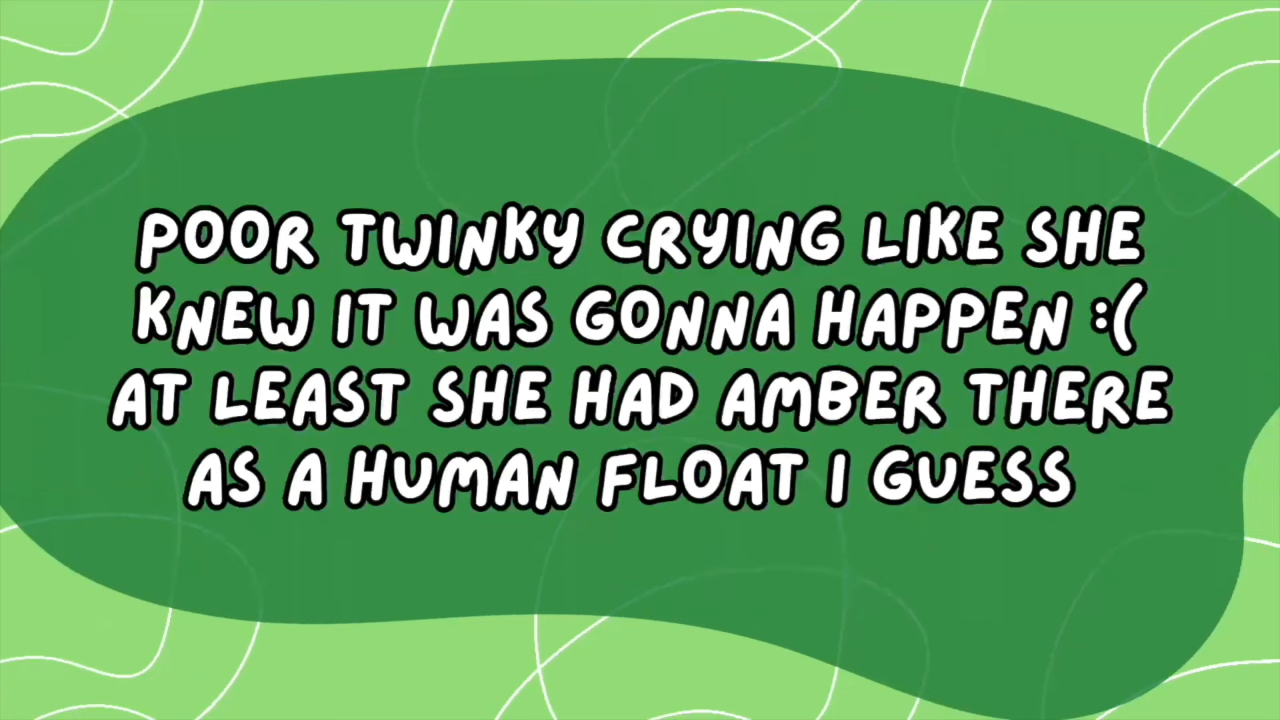 POOR TWINKY CRYING LIKE SHE
KNEW IT WAS GONNA HAPPEN :(
AT LEAST SHE HAD AMBER THERE
AS A HUMAN FLOAT I GUESS